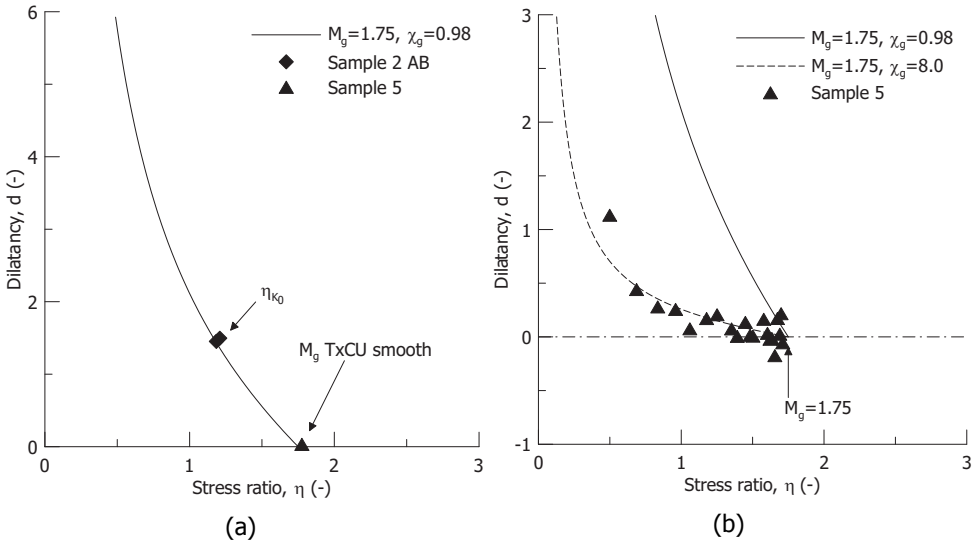 6
4
2
0
Dilatancy, d (-)
M_g=1.75, χ_g=0.98
Sample 2 AB
Sample 5
η_K₀
M_g TxCU smooth
0 1 2 3
Stress ratio, η (-)
(a)
3
2
1
0
-1
Dilatancy, d (-)
M_g=1.75, χ_g=0.98
M_g=1.75, χ_g=8.0
Sample 5
M_g=1.75
0 1 2 3
Stress ratio, η (-)
(b)